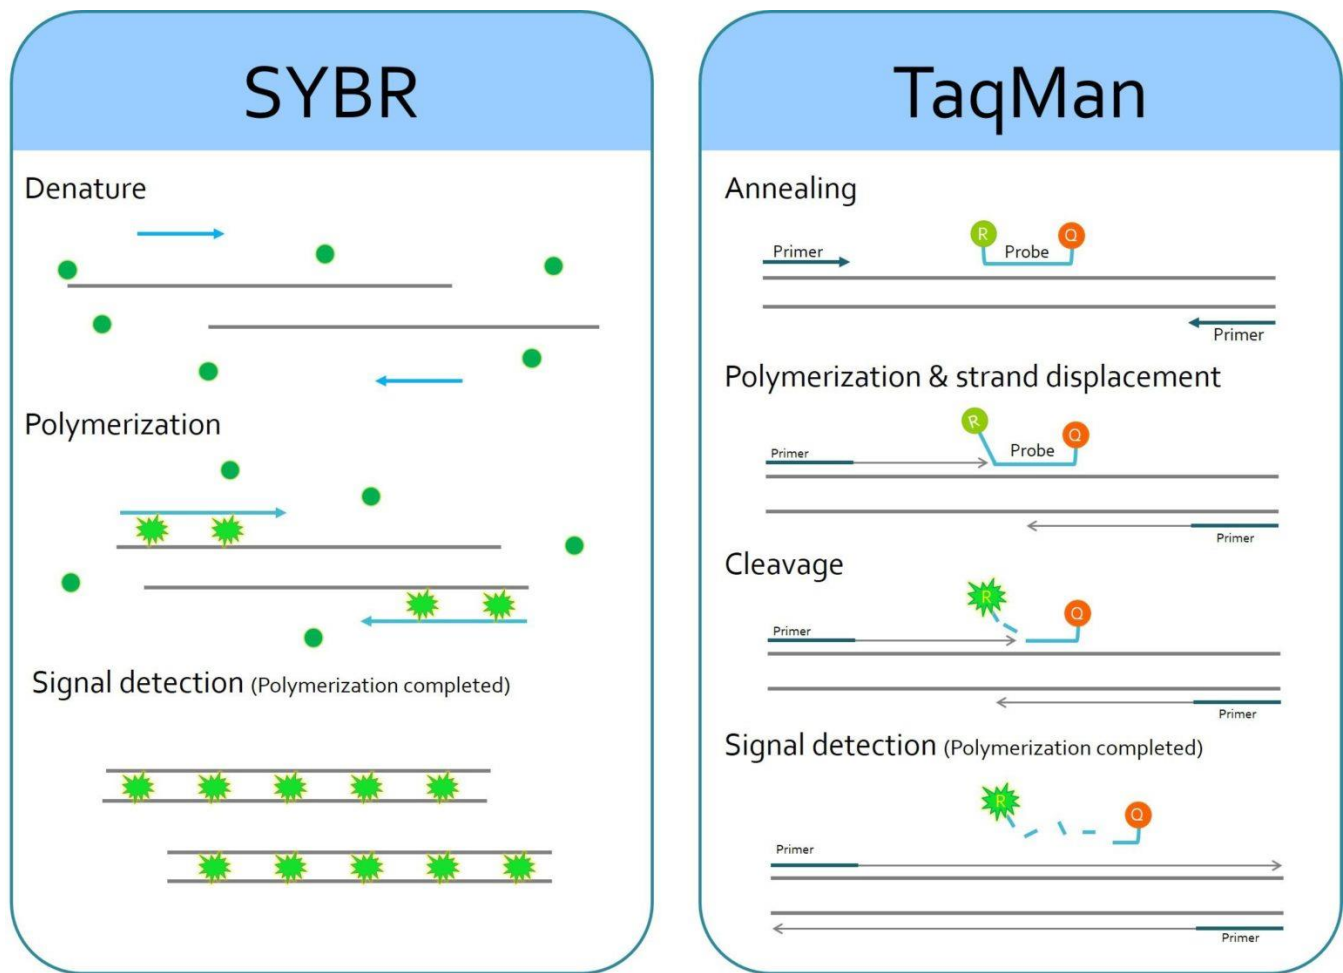 SYBR
Denature
Polymerization
Signal detection (Polymerization completed)
TaqMan
Annealing
R
Q
Primer
Probe
Primer
Polymerization & strand displacement
R
Q
Primer
Probe
Primer
Cleavage
R
Q
Primer
Primer
Signal detection (Polymerization completed)
R
Q
Primer
Primer